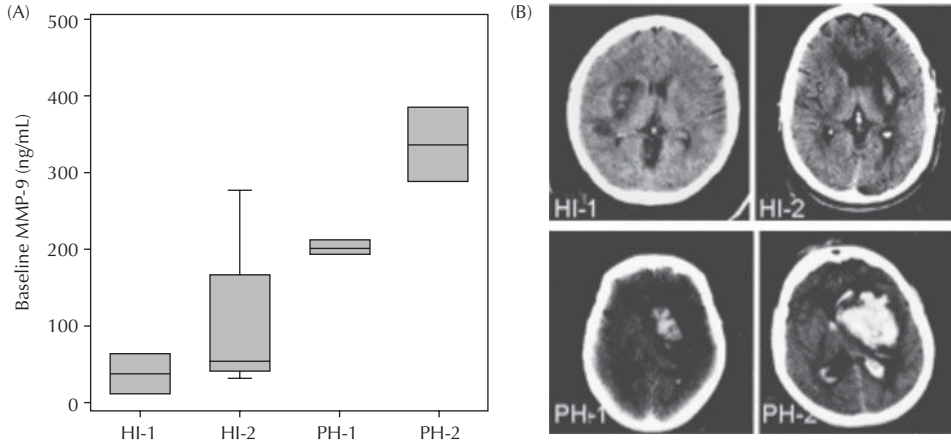 (A)
500
400
300
200
100
0
Baseline MMP-9 (ng/mL)
HI-1
HI-2
PH-1
PH-2
(B)
HI-1
HI-2
PH-1
PH-2